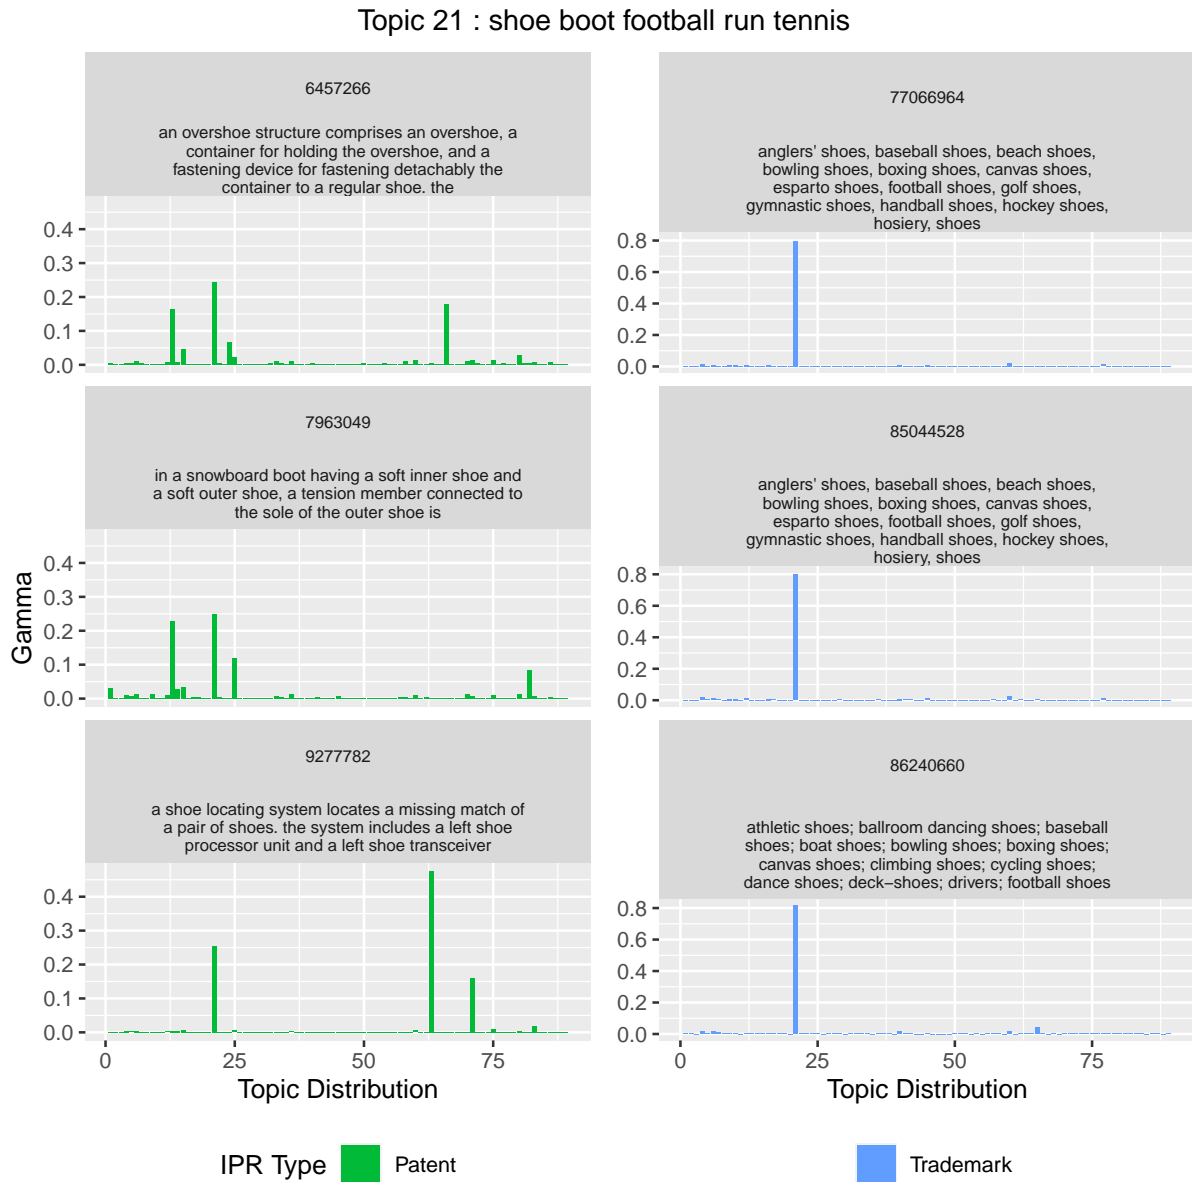 Topic 21 : shoe boot football run tennis
6457266
an overshoe structure comprises an overshoe, a
container for holding the overshoe, and a
fastening device for fastening detachably the
container to a regular shoe. the
0.4
0.3
0.2
0.1
0.0
77066964
anglers' shoes, baseball shoes, beach shoes,
bowling shoes, boxing shoes, canvas shoes,
esparto shoes, football shoes, golf shoes,
gymnastic shoes, handball shoes, hockey shoes,
hosiery, shoes
0.8
0.6
0.4
0.2
0.0
7963049
in a snowboard boot having a soft inner shoe and
a soft outer shoe, a tension member connected to
the sole of the outer shoe is
0.4
0.3
0.2
0.1
0.0
85044528
anglers' shoes, baseball shoes, beach shoes,
bowling shoes, boxing shoes, canvas shoes,
esparto shoes, football shoes, golf shoes,
gymnastic shoes, handball shoes, hockey shoes,
hosiery, shoes
0.8
0.6
0.4
0.2
0.0
Gamma
9277782
a shoe locating system locates a missing match of
a pair of shoes. the system includes a left shoe
processor unit and a left shoe transceiver
0.4
0.3
0.2
0.1
0.0
0 25 50 75
Topic Distribution
86240660
athletic shoes; ballroom dancing shoes; baseball
shoes; boat shoes; bowling shoes; boxing shoes;
canvas shoes; climbing shoes; cycling shoes;
dance shoes; deck−shoes; drivers; football shoes
0.8
0.6
0.4
0.2
0.0
0 25 50 75
Topic Distribution
IPR Type Patent Trademark